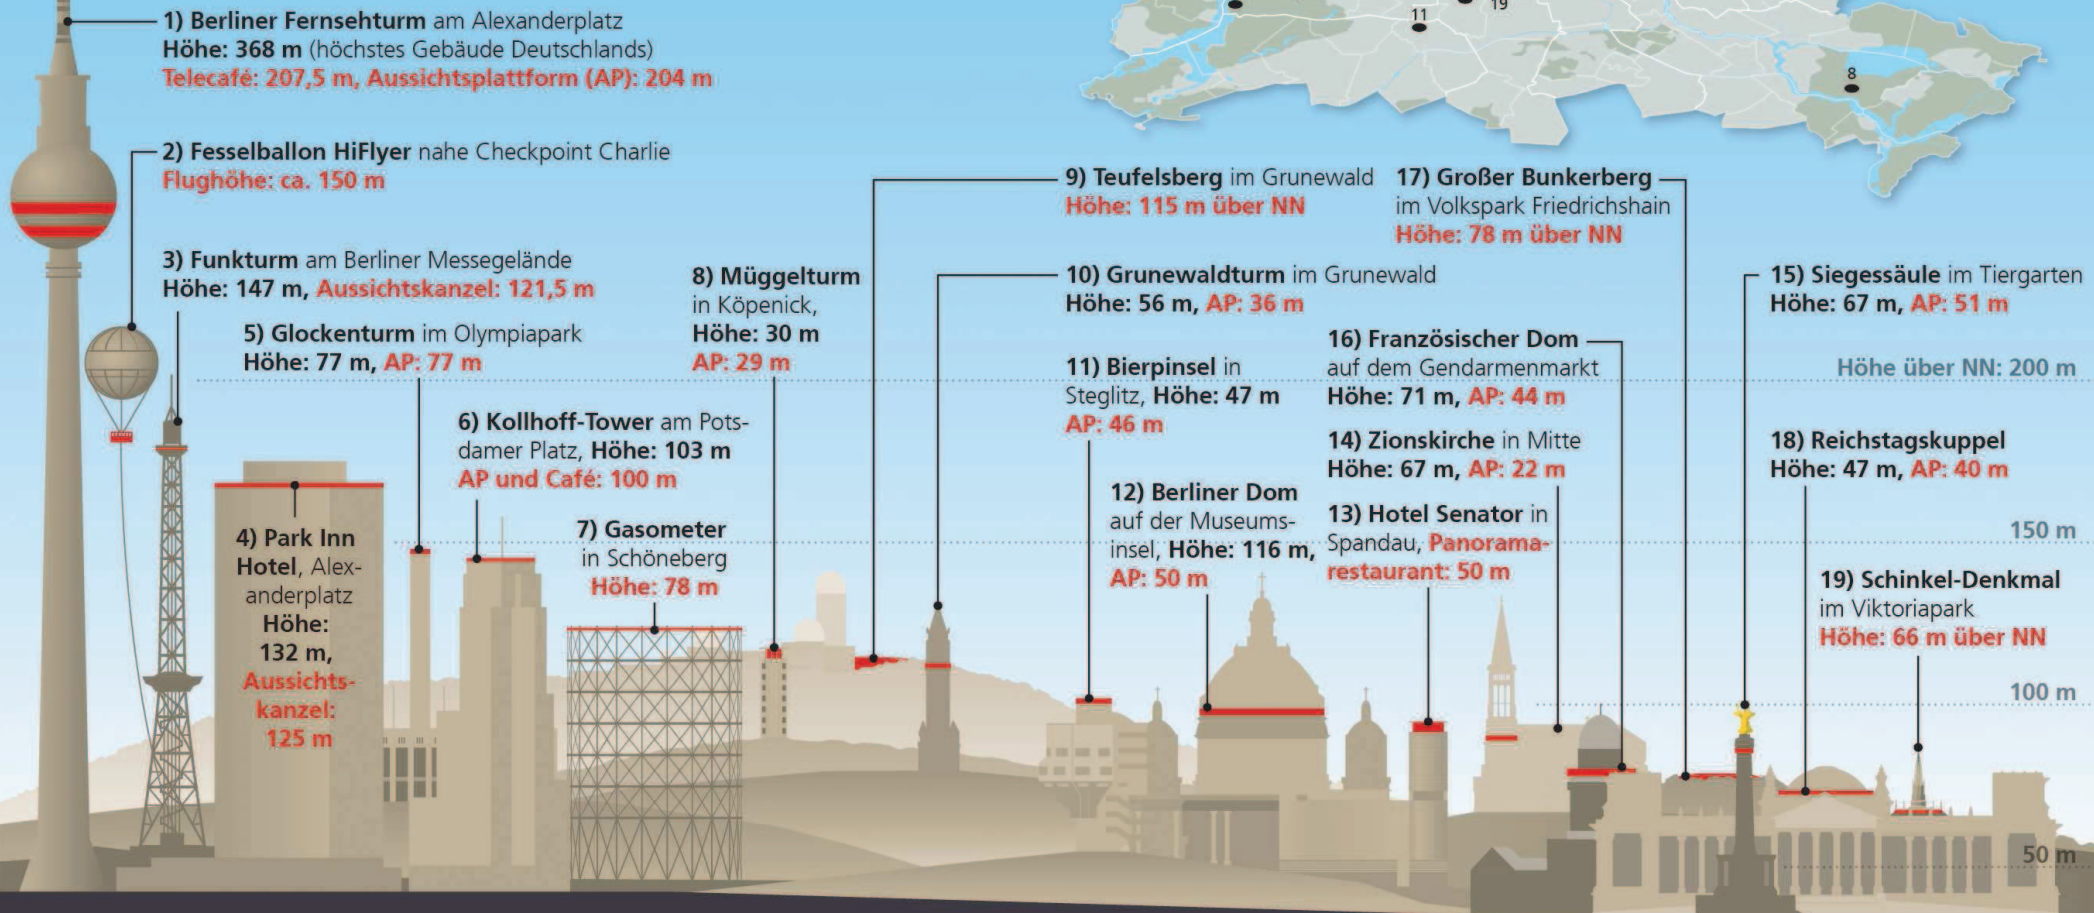 1) Berliner Fernsehturm am Alexanderplatz
Höhe: 368 m (höchstes Gebäude Deutschlands)
Telecafé: 207,5 m, Aussichtsplattform (AP): 204 m
11
19
8
2) Fesselballon HiFlyer nahe Checkpoint Charlie
Flughöhe: ca. 150 m
3) Funkturm am Berliner Messegelände
Höhe: 147 m, Aussichtskanzel: 121,5 m
4) Park Inn
Hotel, Alex-
anderplatz
Höhe:
132 m,
Aussichts-
kanzel:
125 m
5) Glockenturm im Olympiapark
Höhe: 77 m, AP: 77 m
6) Kollhoff-Tower am Pots-
damer Platz, Höhe: 103 m
AP und Café: 100 m
7) Gasometer
in Schöneberg
Höhe: 78 m
8) Müggelturm
in Köpenick,
Höhe: 30 m
AP: 29 m
9) Teufelsberg im Grunewald
Höhe: 115 m über NN
10) Grunewaldturm im Grunewald
Höhe: 56 m, AP: 36 m
11) Bierpinsel in
Steglitz, Höhe: 47 m
AP: 46 m
12) Berliner Dom
auf der Museums-
insel, Höhe: 116 m,
AP: 50 m
13) Hotel Senator in
Spandau, Panorama-
restaurant: 50 m
14) Zionskirche in Mitte
Höhe: 67 m, AP: 22 m
15) Siegessäule im Tiergarten
Höhe: 67 m, AP: 51 m
16) Französischer Dom
auf dem Gendarmenmarkt
Höhe: 71 m, AP: 44 m
17) Großer Bunkerberg
im Volkspark Friedrichshain
Höhe: 78 m über NN
18) Reichstagskuppel
Höhe: 47 m, AP: 40 m
19) Schinkel-Denkmal
im Viktoriapark
Höhe: 66 m über NN
Höhe über NN: 200 m
150 m
100 m
50 m